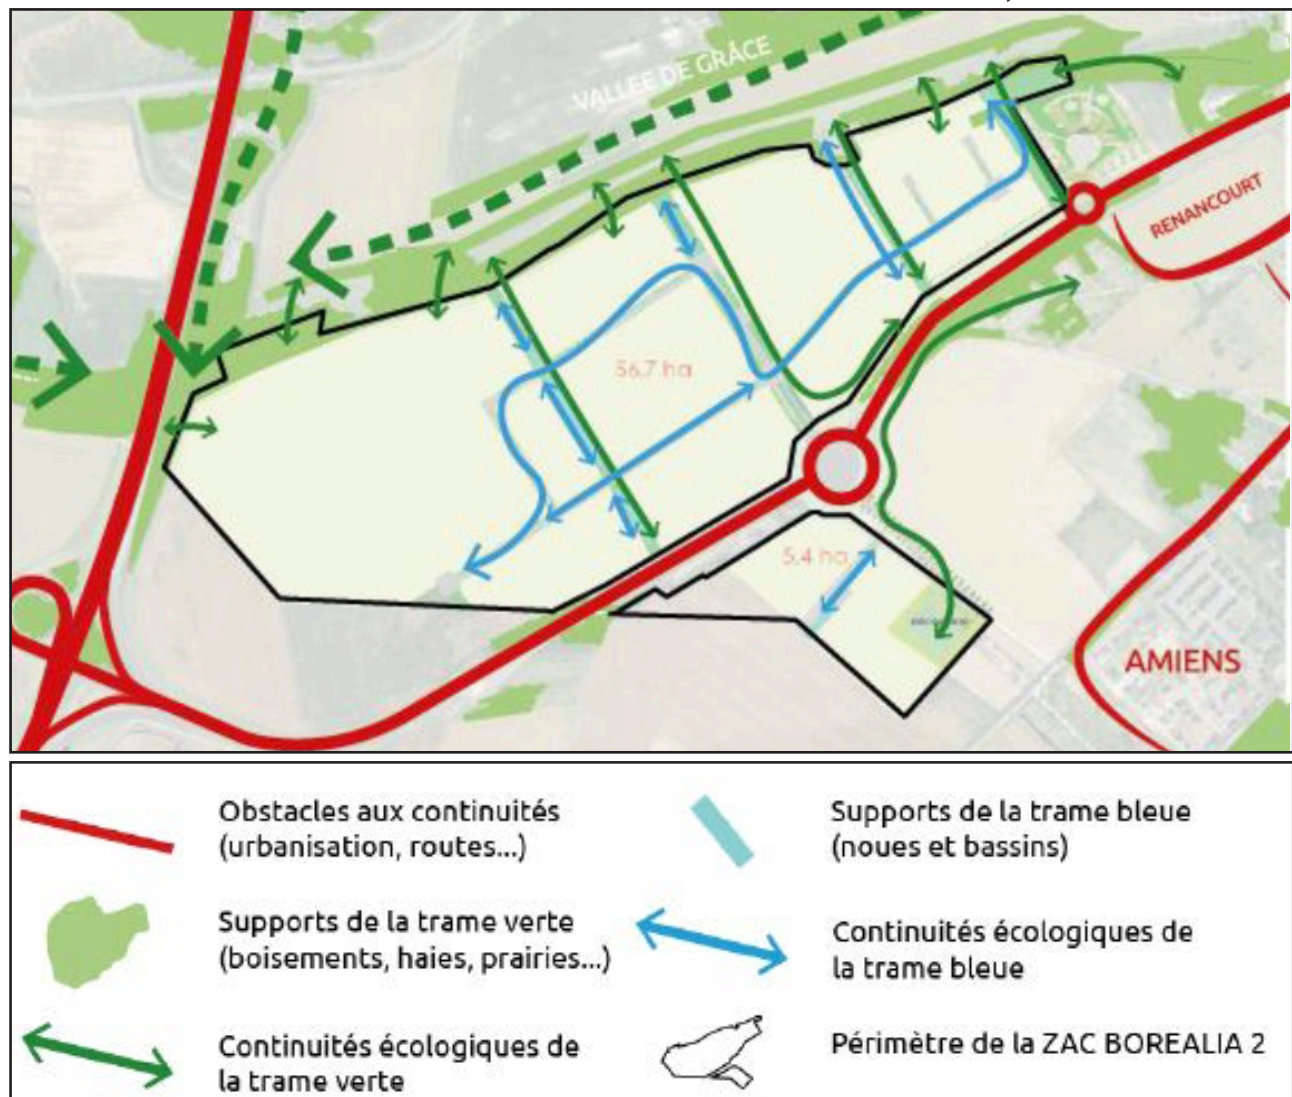 VALLEE DE GRÂCE
RENANCOURT
56.7 ha
5.4 ha
AMIENS
Obstacles aux continuités
(urbanisation, routes...)
Supports de la trame verte
(boisements, haies, prairies...)
Continuités écologiques de
la trame verte
Supports de la trame bleue
(noues et bassins)
Continuités écologiques de
la trame bleue
Périmètre de la ZAC BOREALIA 2